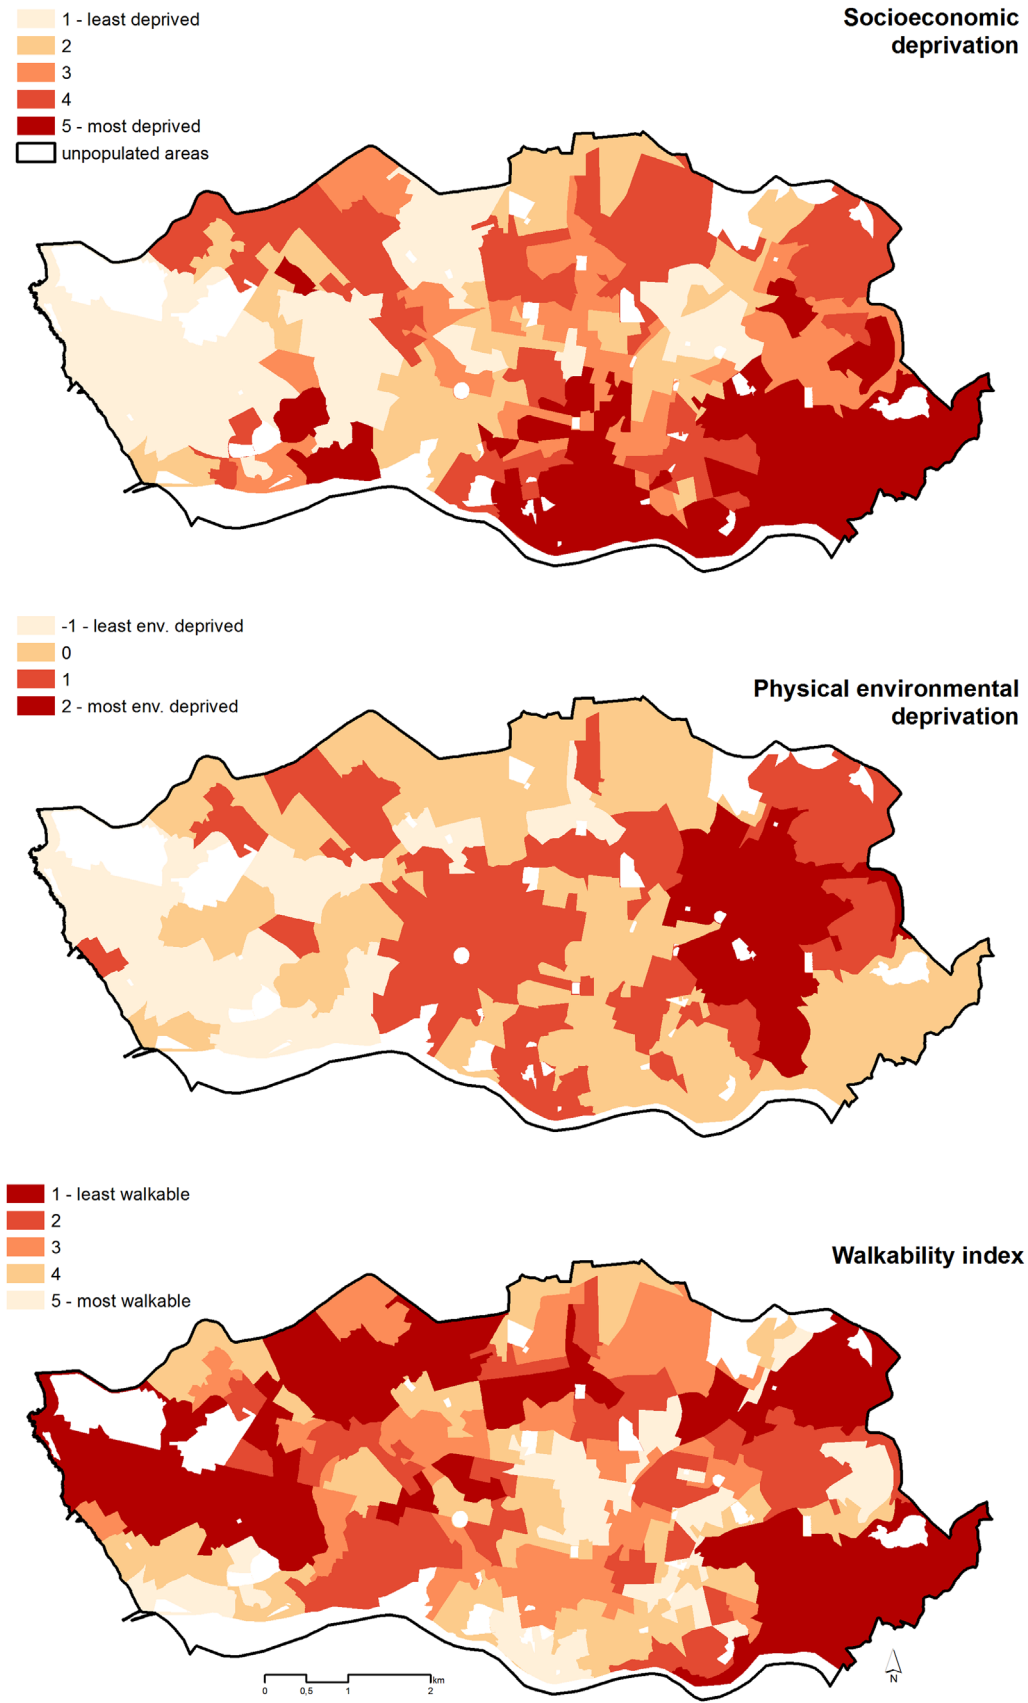 1 - least deprived
2
3
4
5 - most deprived
unpopulated areas
Socioeconomic
deprivation
-1 - least env. deprived
0
1
2 - most env. deprived
Physical environmental
deprivation
1 - least walkable
2
3
4
5 - most walkable
Walkability index
km
0 0,5 1 2
N